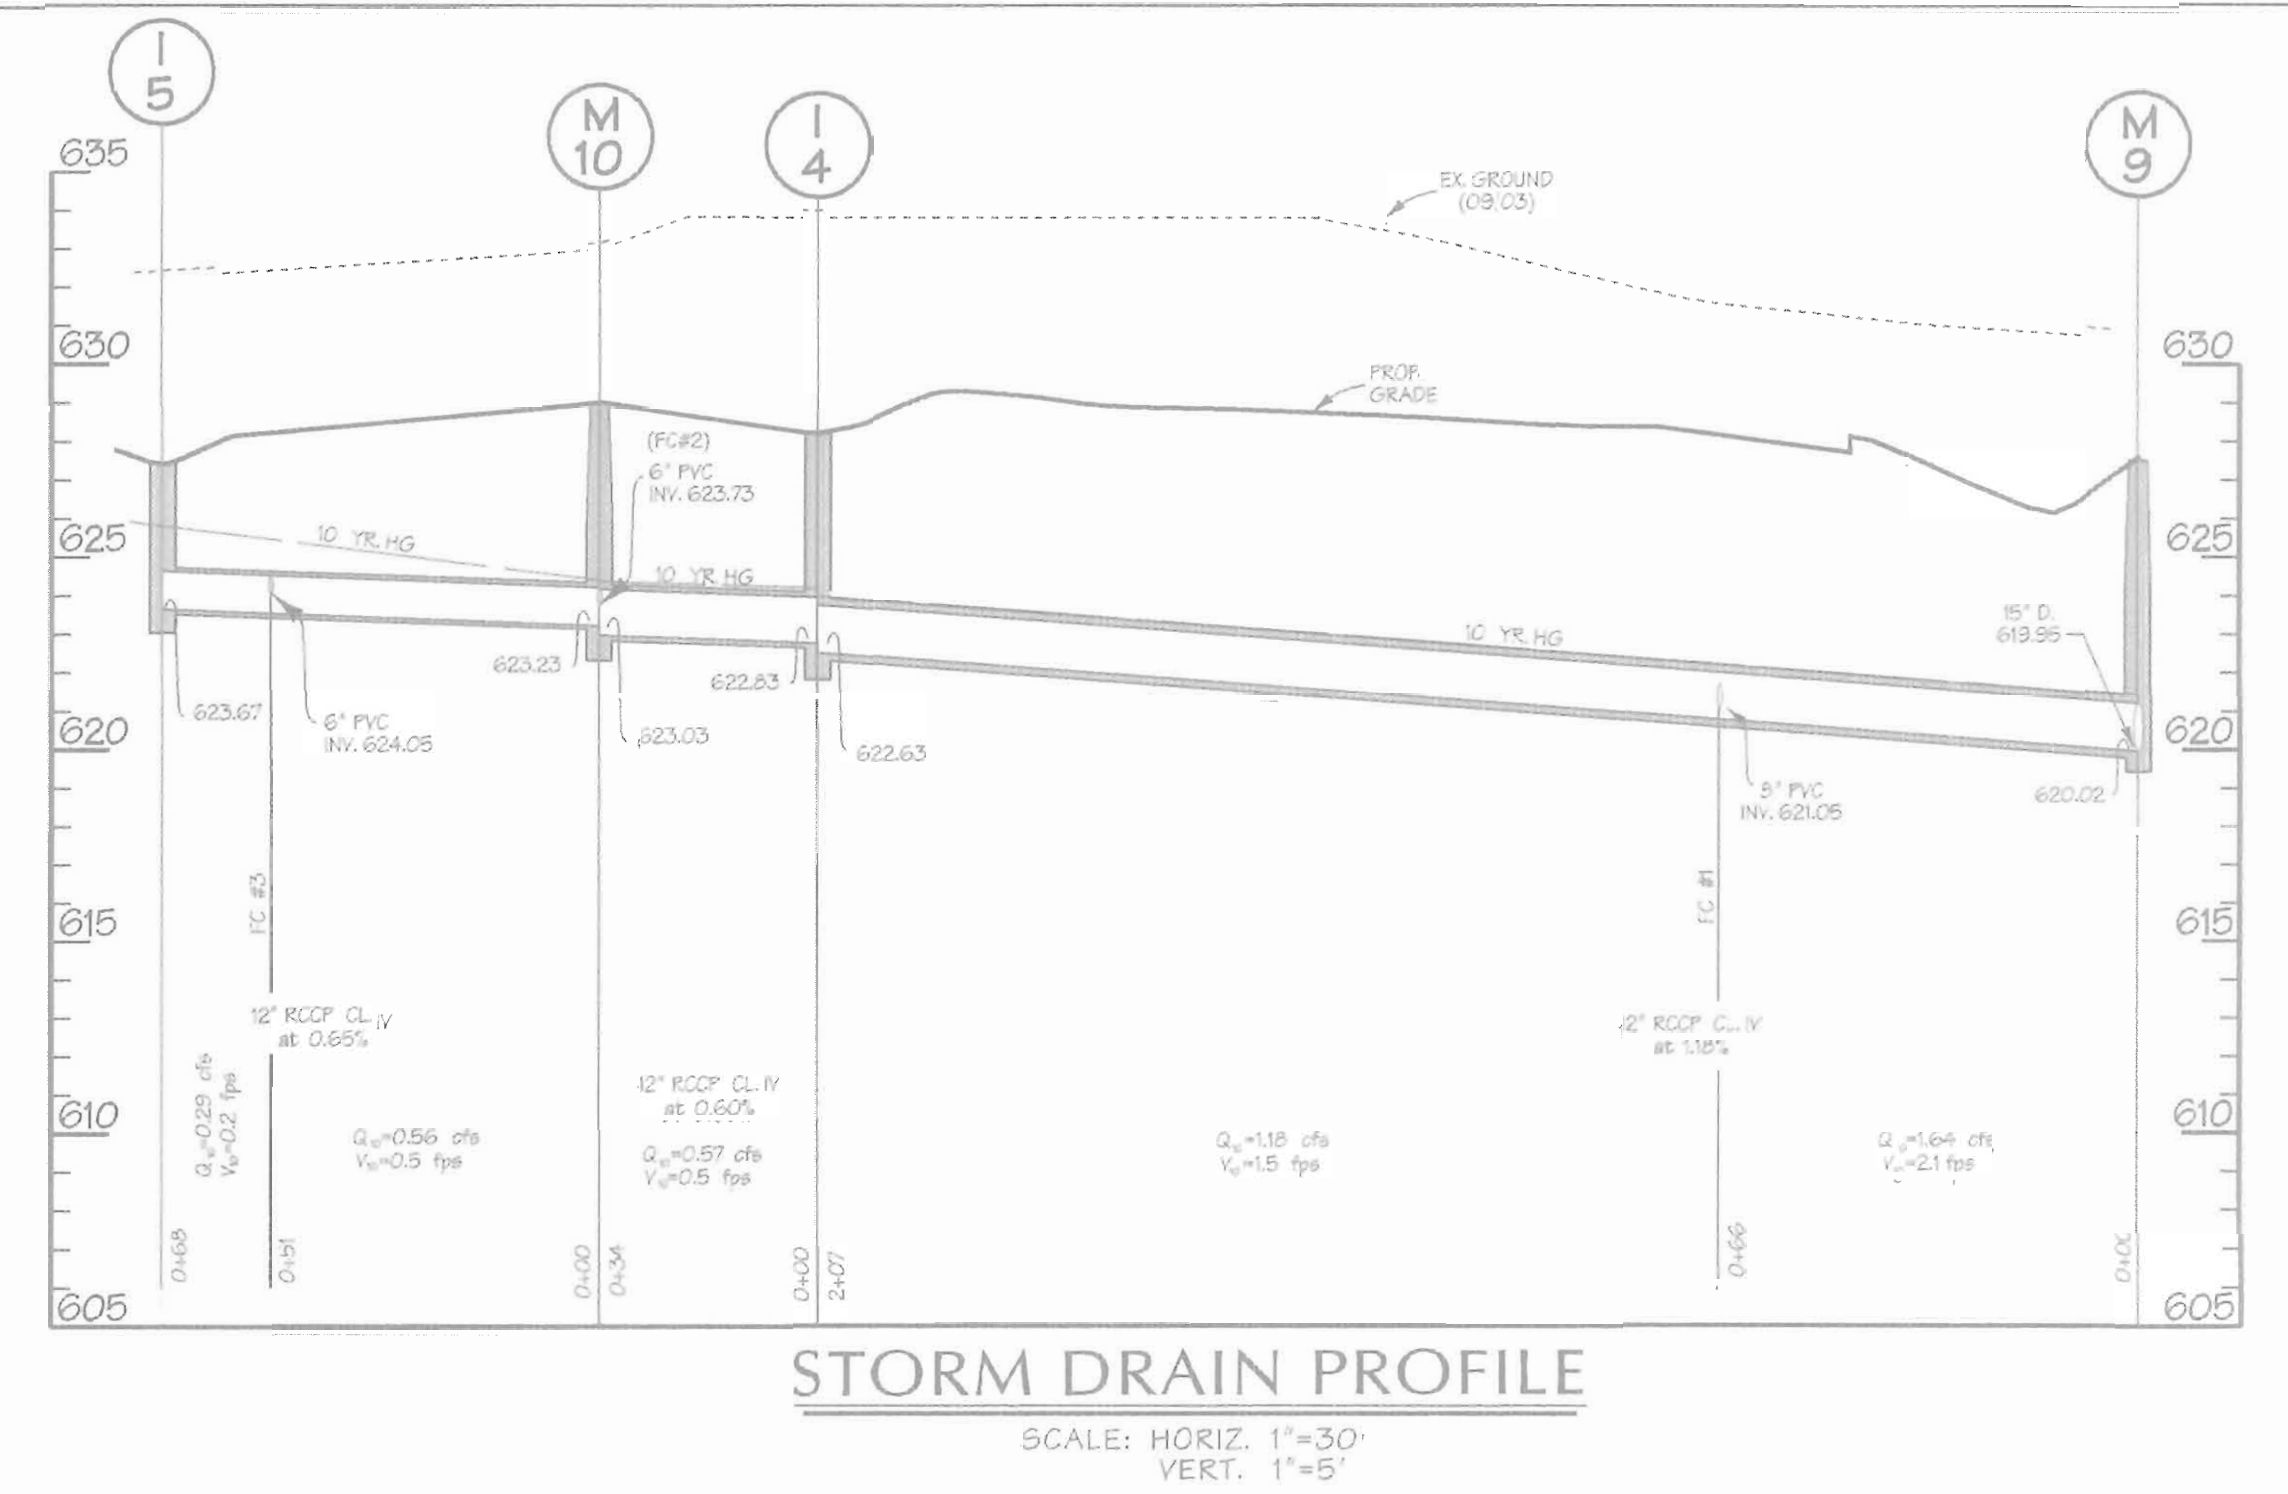 I
5
M
10
I
4
M
9
635
630
625
620
615
610
605
630
625
620
615
610
605
EX. GROUND
(09/03)
PROP.
GRADE
(FC#2)
6" PVC
INV. 623.73
10 YR. HG
10 YR. HG
10 YR. HG
15" D.
619.95
623.67
6" PVC
INV. 624.05
623.23
623.03
622.83
622.63
PVC
INV. 621.05
620.02
FC #3
FC #1
12" RCCP CL. IV
at 0.65%
12" RCCP CL. IV
at 0.60%
12" RCCP CL. IV
at 1.18%
Q10=0.29 cfs
V10=0.2 fps
Q10=0.56 cfs
V10=0.5 fps
Q10=0.57 cfs
V10=0.5 fps
Q10=1.18 cfs
V10=1.5 fps
Q10=1.64 cfs
V10=2.1 fps
0+68
0+51
0+00
0+34
0+00
2+07
0+66
0+00
STORM DRAIN PROFILE
SCALE: HORIZ. 1"=30'
VERT. 1"=5'